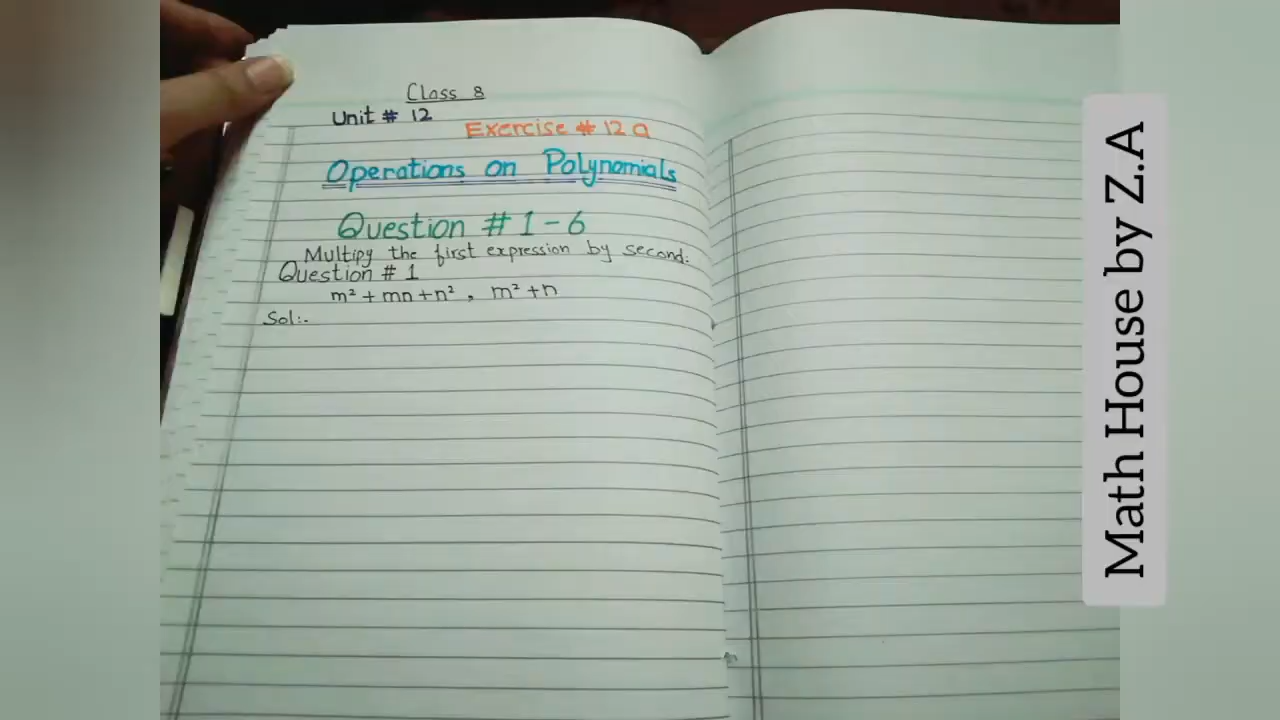 Class 8
Unit # 12
Exercise # 12 a
Operations on Polynomials
Question # 1 - 6
Multipy the first expression by second:
Question # 1
m² + mn + n² , m² + n
Sol:.
Math House by Z.A